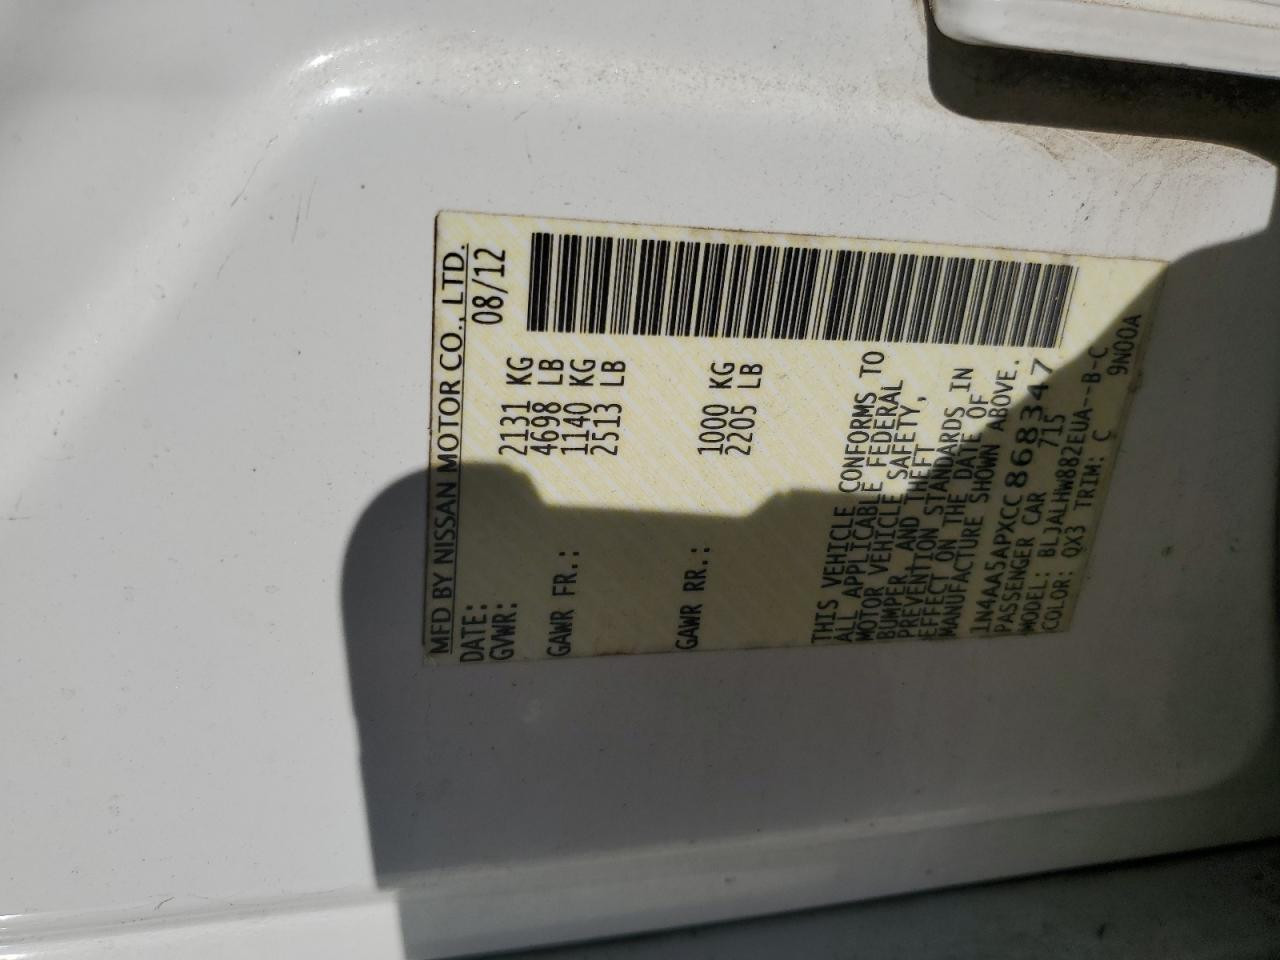 MFD BY NISSAN MOTOR CO., LTD.
DATE: 08/12
GVWR: 2131 KG
4698 LB
GAWR FR.: 1140 KG
2513 LB
GAWR RR.: 1000 KG
2205 LB
THIS VEHICLE CONFORMS TO
ALL APPLICABLE FEDERAL
MOTOR VEHICLE SAFETY,
BUMPER AND THEFT
PREVENTION STANDARDS IN
EFFECT ON THE DATE OF
MANUFACTURE SHOWN ABOVE.
1N4AA5APXCC868347
PASSENGER CAR 715
MODEL: BLJALHW882EUA--B-C
COLOR: QX3 TRIM: C 9N00A